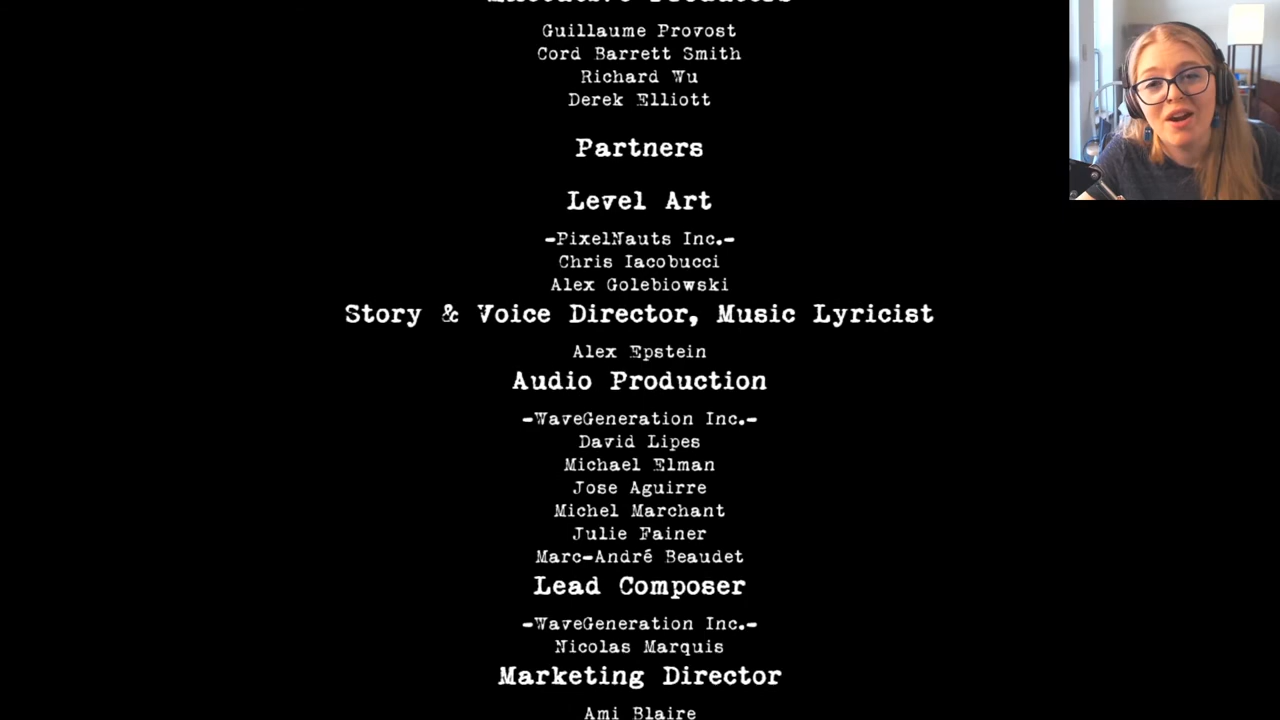 Executive Producers
Guillaume Provost
Cord Barrett Smith
Richard Wu
Derek Elliott
Partners
Level Art
-PixelNauts Inc.-
Chris Iacobucci
Alex Golebiowski
Story & Voice Director, Music Lyricist
Alex Epstein
Audio Production
-WaveGeneration Inc.-
David Lipes
Michael Elman
Jose Aguirre
Michel Marchant
Julie Fainer
Marc-André Beaudet
Lead Composer
-WaveGeneration Inc.-
Nicolas Marquis
Marketing Director
Ami Blaire